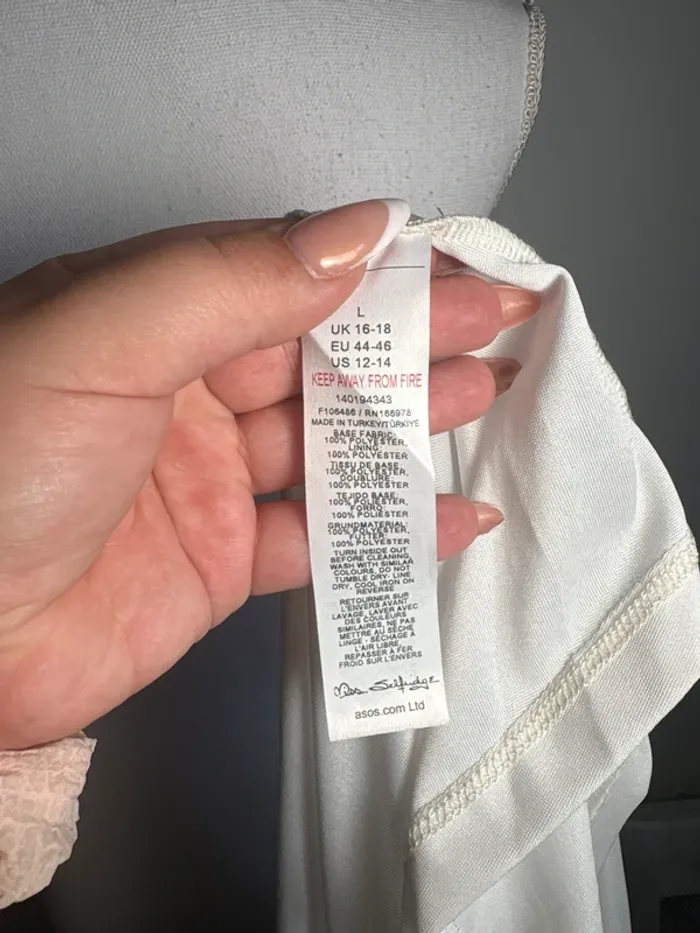 L
UK 16-18
EU 44-46
US 12-14
KEEP AWAY FROM FIRE
140194343
F106486 / RN166978
MADE IN TURKEY/TÜRKIYE
BASE FABRIC:
100% POLYESTER,
LINING:
100% POLYESTER
TISSU DE BASE:
100% POLYESTER,
DOUBLURE:
100% POLYESTER
TEJIDO BASE:
100% POLIESTER,
FORRO:
100% POLIESTER
GRUNDMATERIAL:
100% POLYESTER,
FUTTER:
100% POLYESTER
TURN INSIDE OUT
BEFORE CLEANING,
WASH WITH SIMILAR
COLOURS, DO NOT
TUMBLE DRY- LINE
DRY, COOL IRON ON
REVERSE
RETOURNER SUR
L'ENVERS AVANT
LAVAGE, LAVER AVEC
DES COULEURS
SIMILAIRES, NE PAS
METTRE AU SÈCHE
LINGE - SÉCHAGE À
L'AIR LIBRE,
REPASSER À FER
FROID SUR L'ENVERS
Miss Selfridge
asos.com Ltd